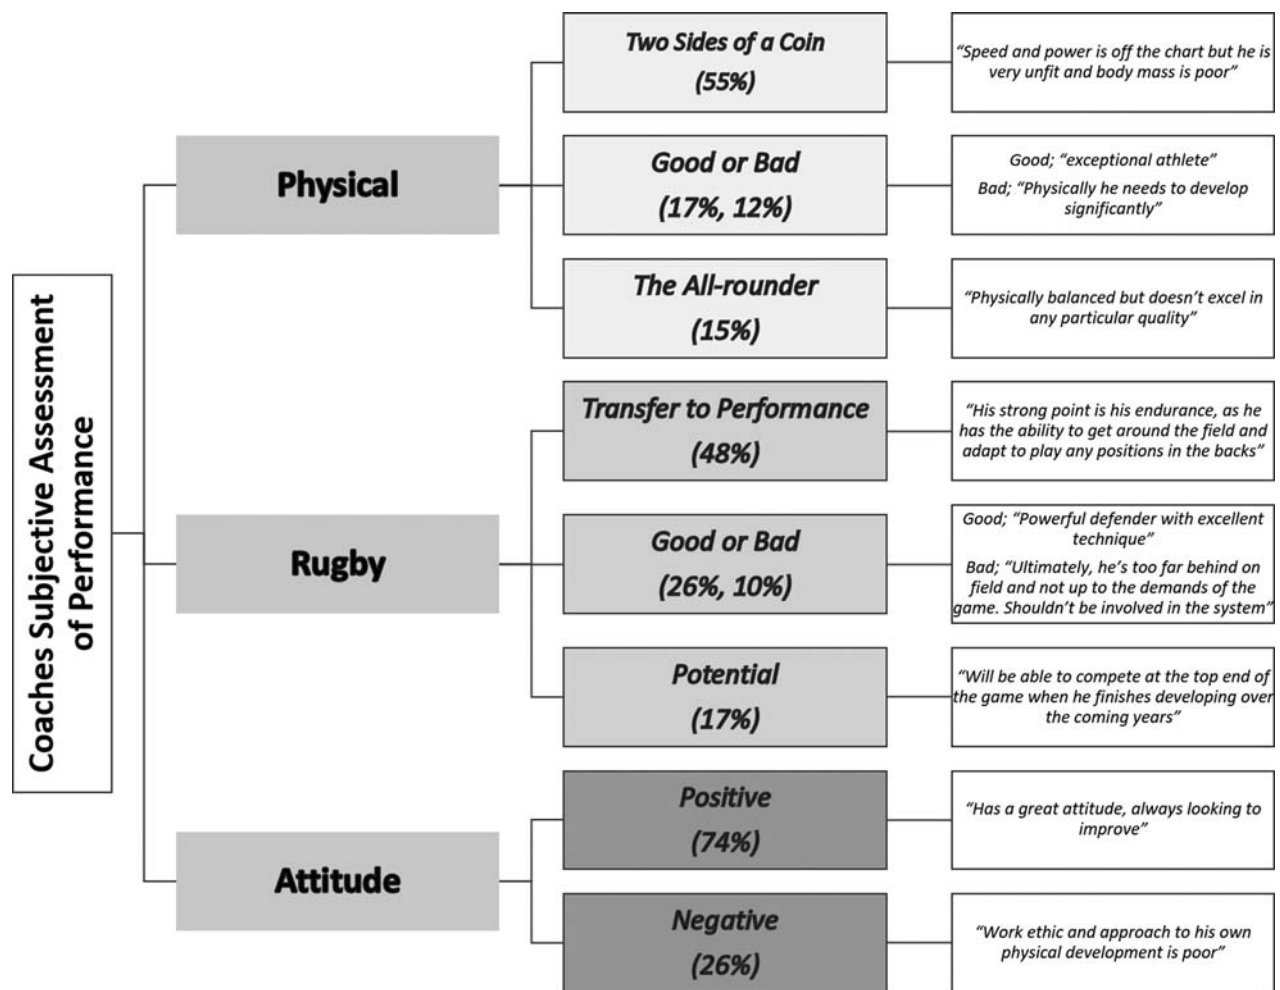 Coaches Subjective Assessment
of Performance
Physical
Two Sides of a Coin
(55%)
“Speed and power is off the chart but he is
very unfit and body mass is poor”
Good or Bad
(17%, 12%)
Good; “exceptional athlete”
Bad; “Physically he needs to develop
significantly”
The All-rounder
(15%)
“Physically balanced but doesn’t excel in
any particular quality”
Rugby
Transfer to Performance
(48%)
“His strong point is his endurance, as he
has the ability to get around the field and
adapt to play any positions in the backs”
Good or Bad
(26%, 10%)
Good; “Powerful defender with excellent
technique”
Bad; “Ultimately, he’s too far behind on
field and not up to the demands of the
game. Shouldn’t be involved in the system”
Potential
(17%)
“Will be able to compete at the top end of
the game when he finishes developing over
the coming years”
Attitude
Positive
(74%)
“Has a great attitude, always looking to
improve”
Negative
(26%)
“Work ethic and approach to his own
physical development is poor”